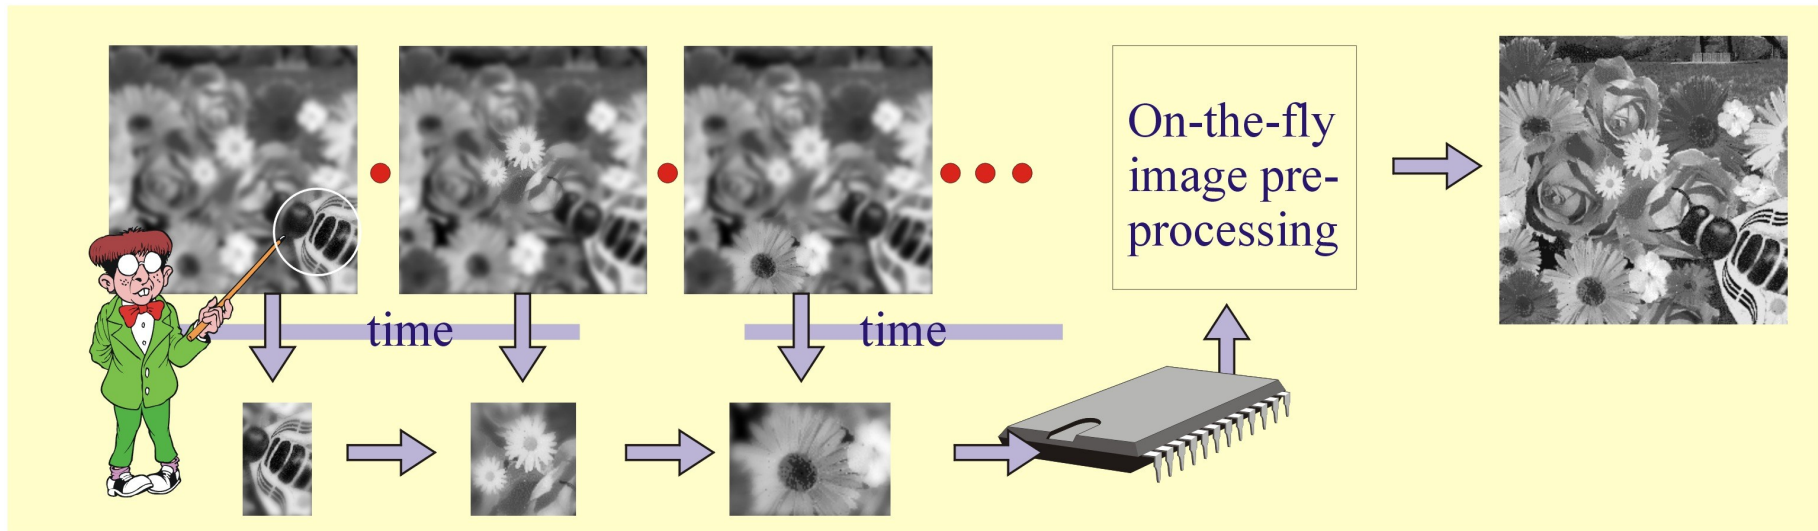 On-the-fly
image pre-
processing
time
time